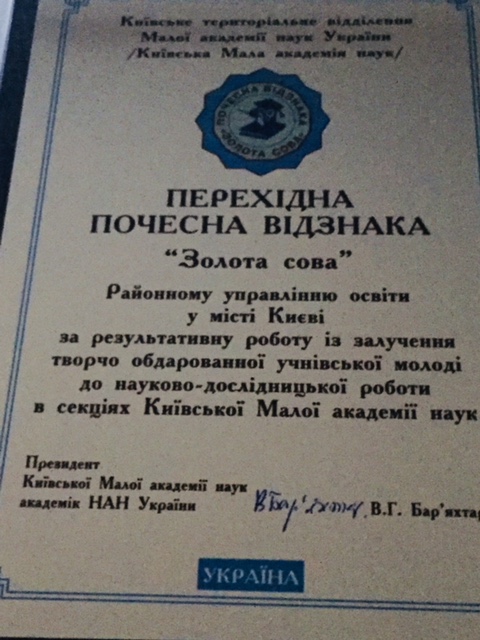 Київське територіальне відділення
Малої академії наук України
/Київська Мала академія наук/
ПОЧЕСНА ВІДЗНАКА
"ЗОЛОТА СОВА"
ПЕРЕХІДНА
ПОЧЕСНА ВІДЗНАКА
“Золота сова”
Районному управлінню освіти
у місті Києві
за результативну роботу із залучення
творчо обдарованної учнівської молоді
до науково-дослідницької роботи
в секціях Київської Малої академії наук
Президент
Київської Малої академії наук
академік НАН України
В.Г. Бар'яхтар
УКРАЇНА